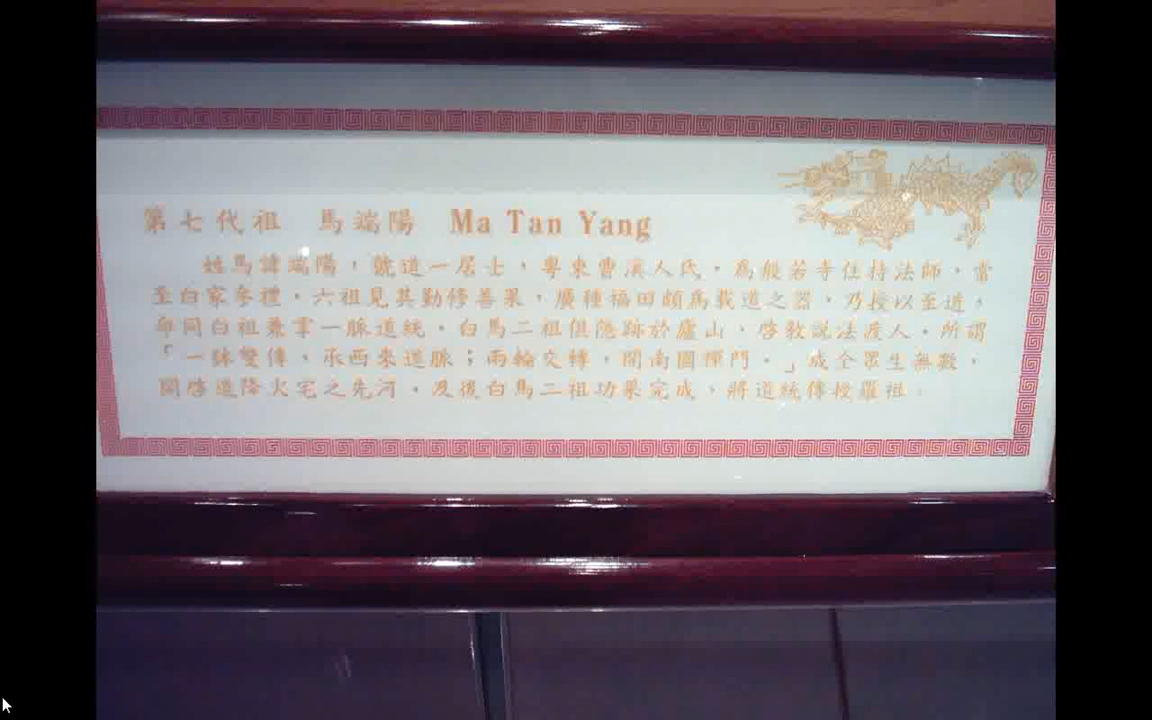 第七代祖 馬端陽 Ma Tan Yang
姓馬諱端陽，號道一居士，粵東曹溪人氏，為般若寺住持法師，當
至白家參禮，六祖見其勤修善果，廣種福田頗為載道之器，乃授以至道，
命同白祖兼掌一脈道統，白馬二祖俱隱跡於廬山，啓教說法渡人，所謂
「一鉢雙傳，承西來道脈；兩輪交轉，開南圓禪門。」成全眾生無數，
開啓道降火宅之先河，及後白馬二祖功果完成，將道統傳授羅祖